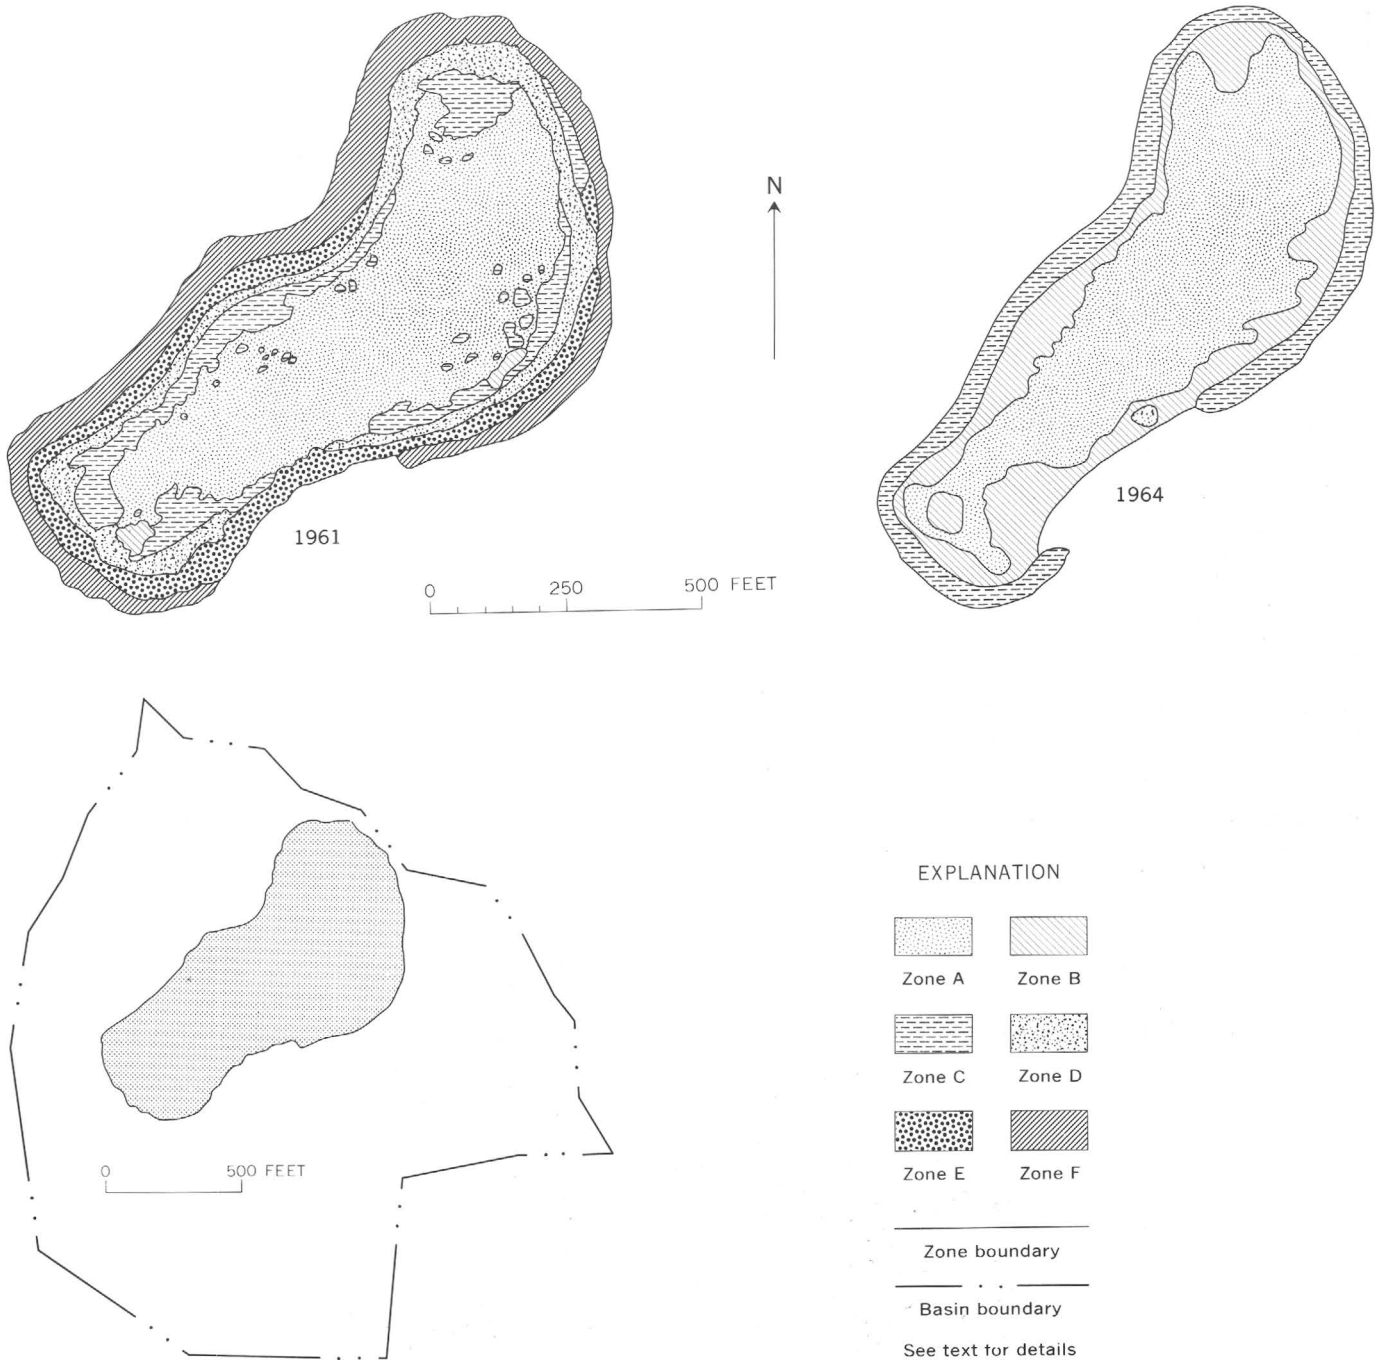 N
1961
1964
0 250 500 FEET
0 500 FEET
EXPLANATION
Zone A Zone B
Zone C Zone D
Zone E Zone F
Zone boundary
Basin boundary
See text for details